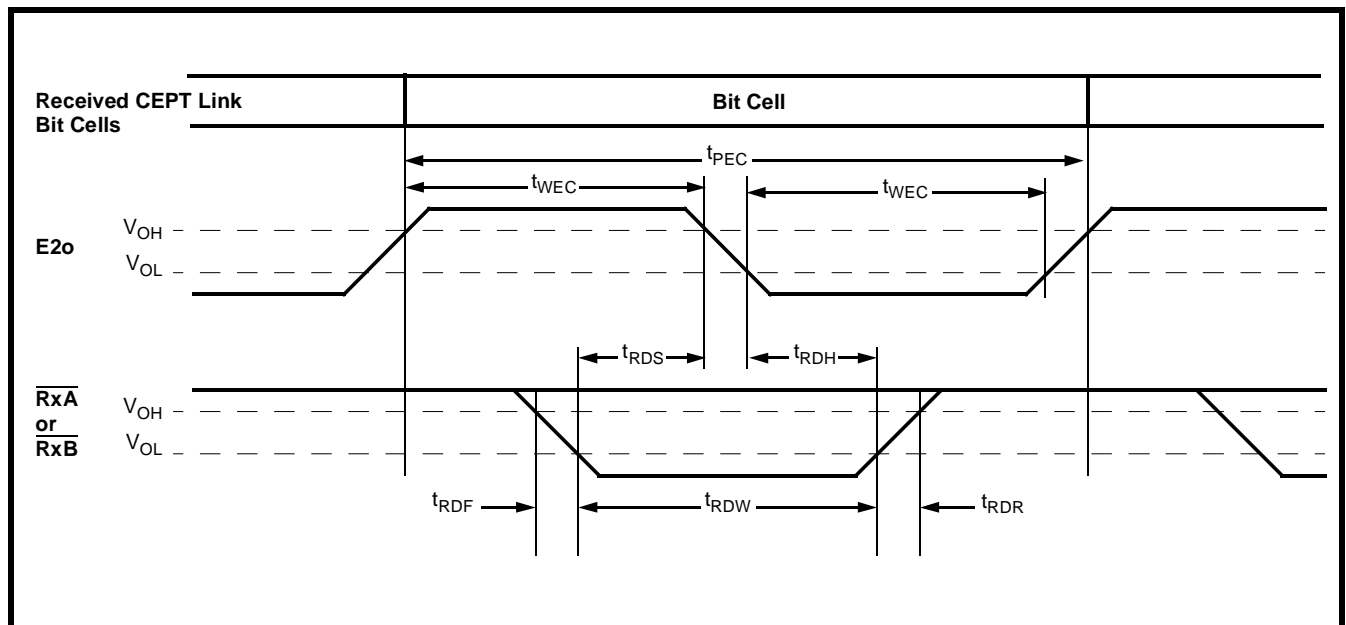 Received CEPT Link
Bit Cells
Bit Cell
tPEC
tWEC
tWEC
E2o
VOH
VOL
tRDS
tRDH
RxA
or
RxB
VOH
VOL
tRDF
tRDW
tRDR